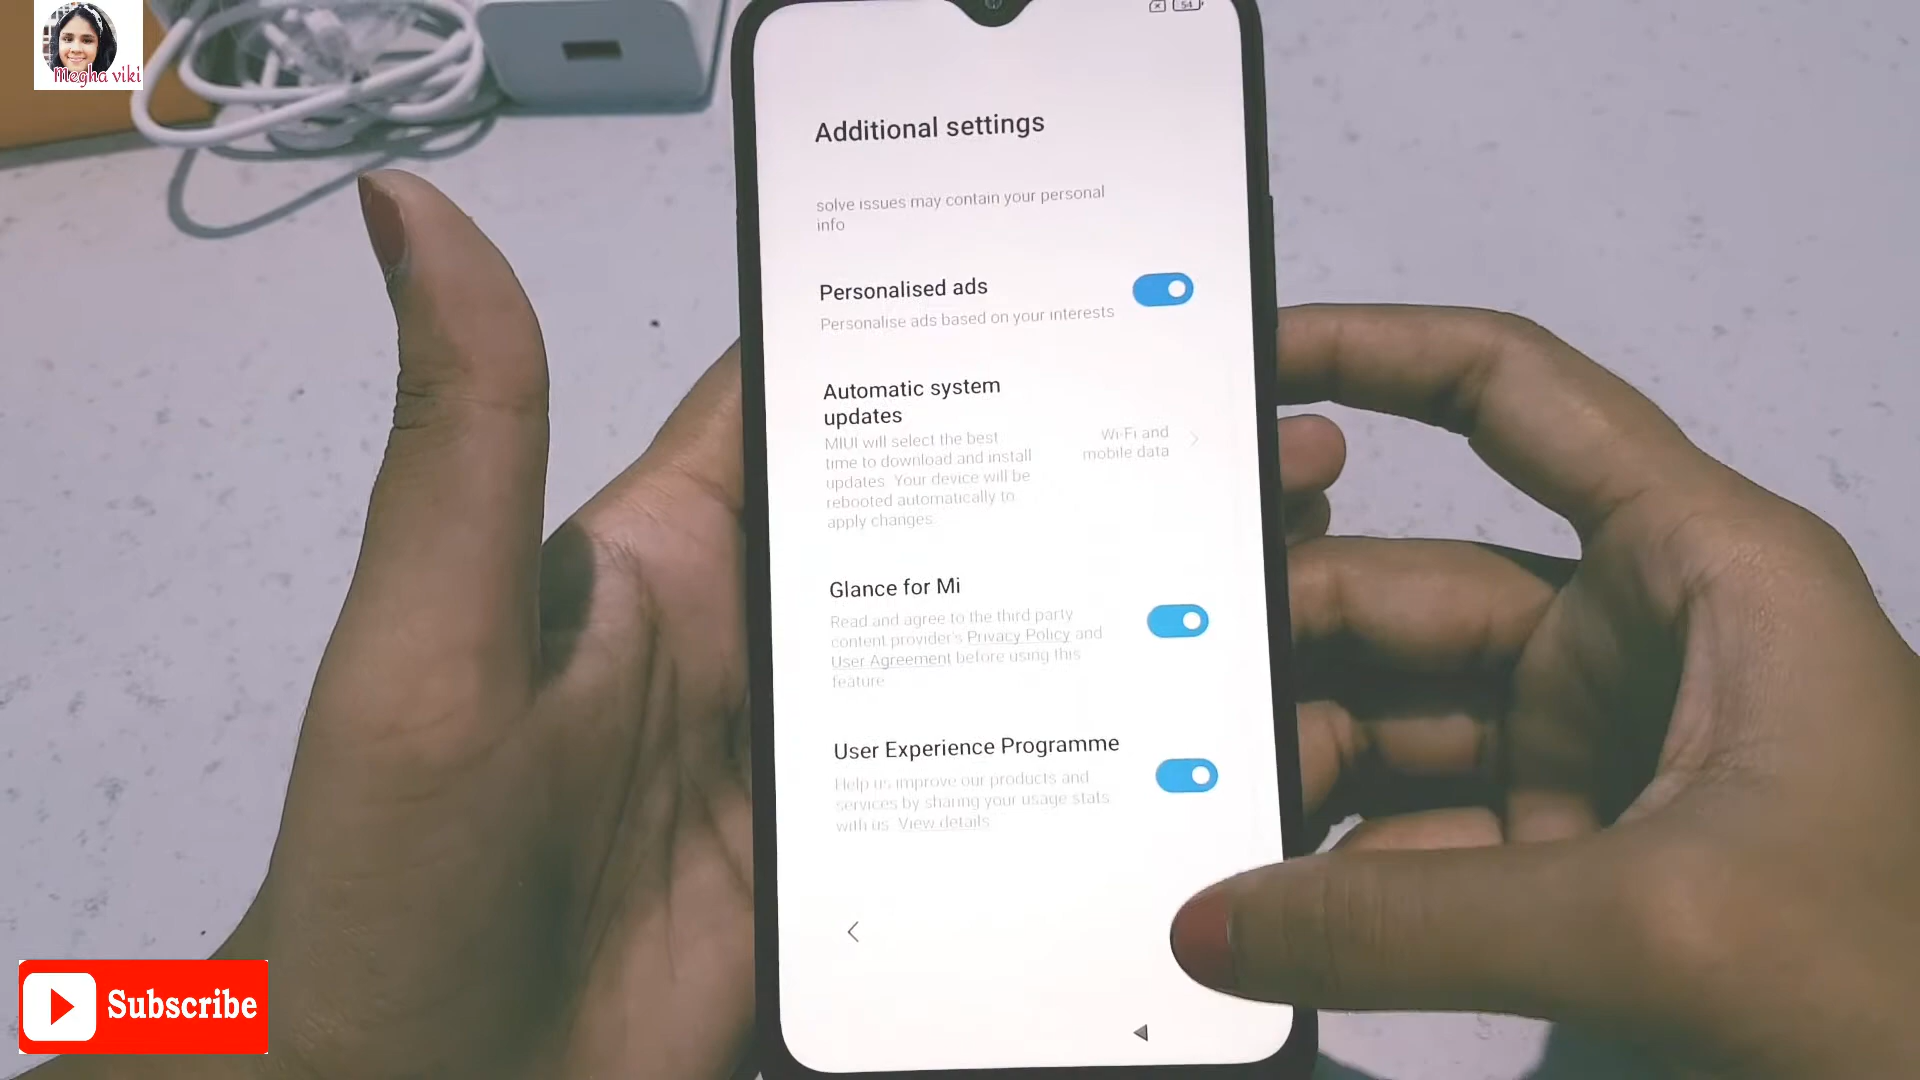 Megha viki
54
Additional settings
solve issues may contain your personal
info
Personalised ads
Personalise ads based on your interests
Automatic system
updates
MIUI will select the best
time to download and install
updates. Your device will be
rebooted automatically to
apply changes.
Wi-Fi and
mobile data
Glance for Mi
Read and agree to the third party
content provider's Privacy Policy and
User Agreement before using this
feature
User Experience Programme
Help us improve our products and
services by sharing your usage stats
with us. View details
Subscribe